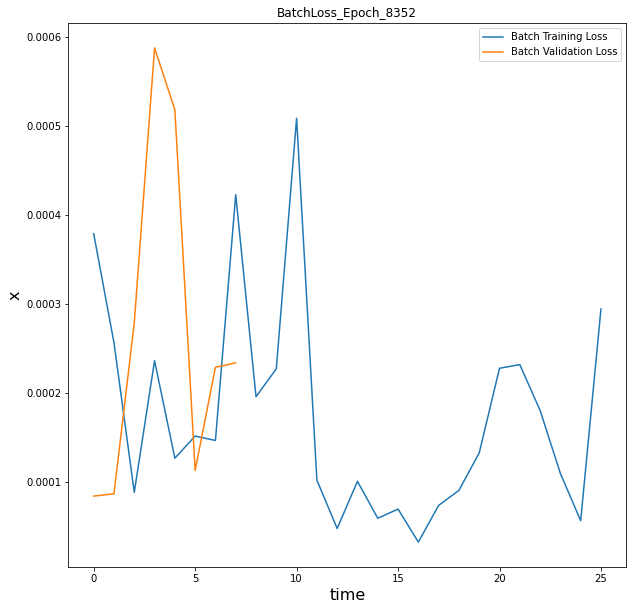 BatchLoss_Epoch_8352
Batch Training Loss
Batch Validation Loss
0.0006
0.0005
0.0004
0.0003
0.0002
0.0001
x
0 5 10 15 20 25
time